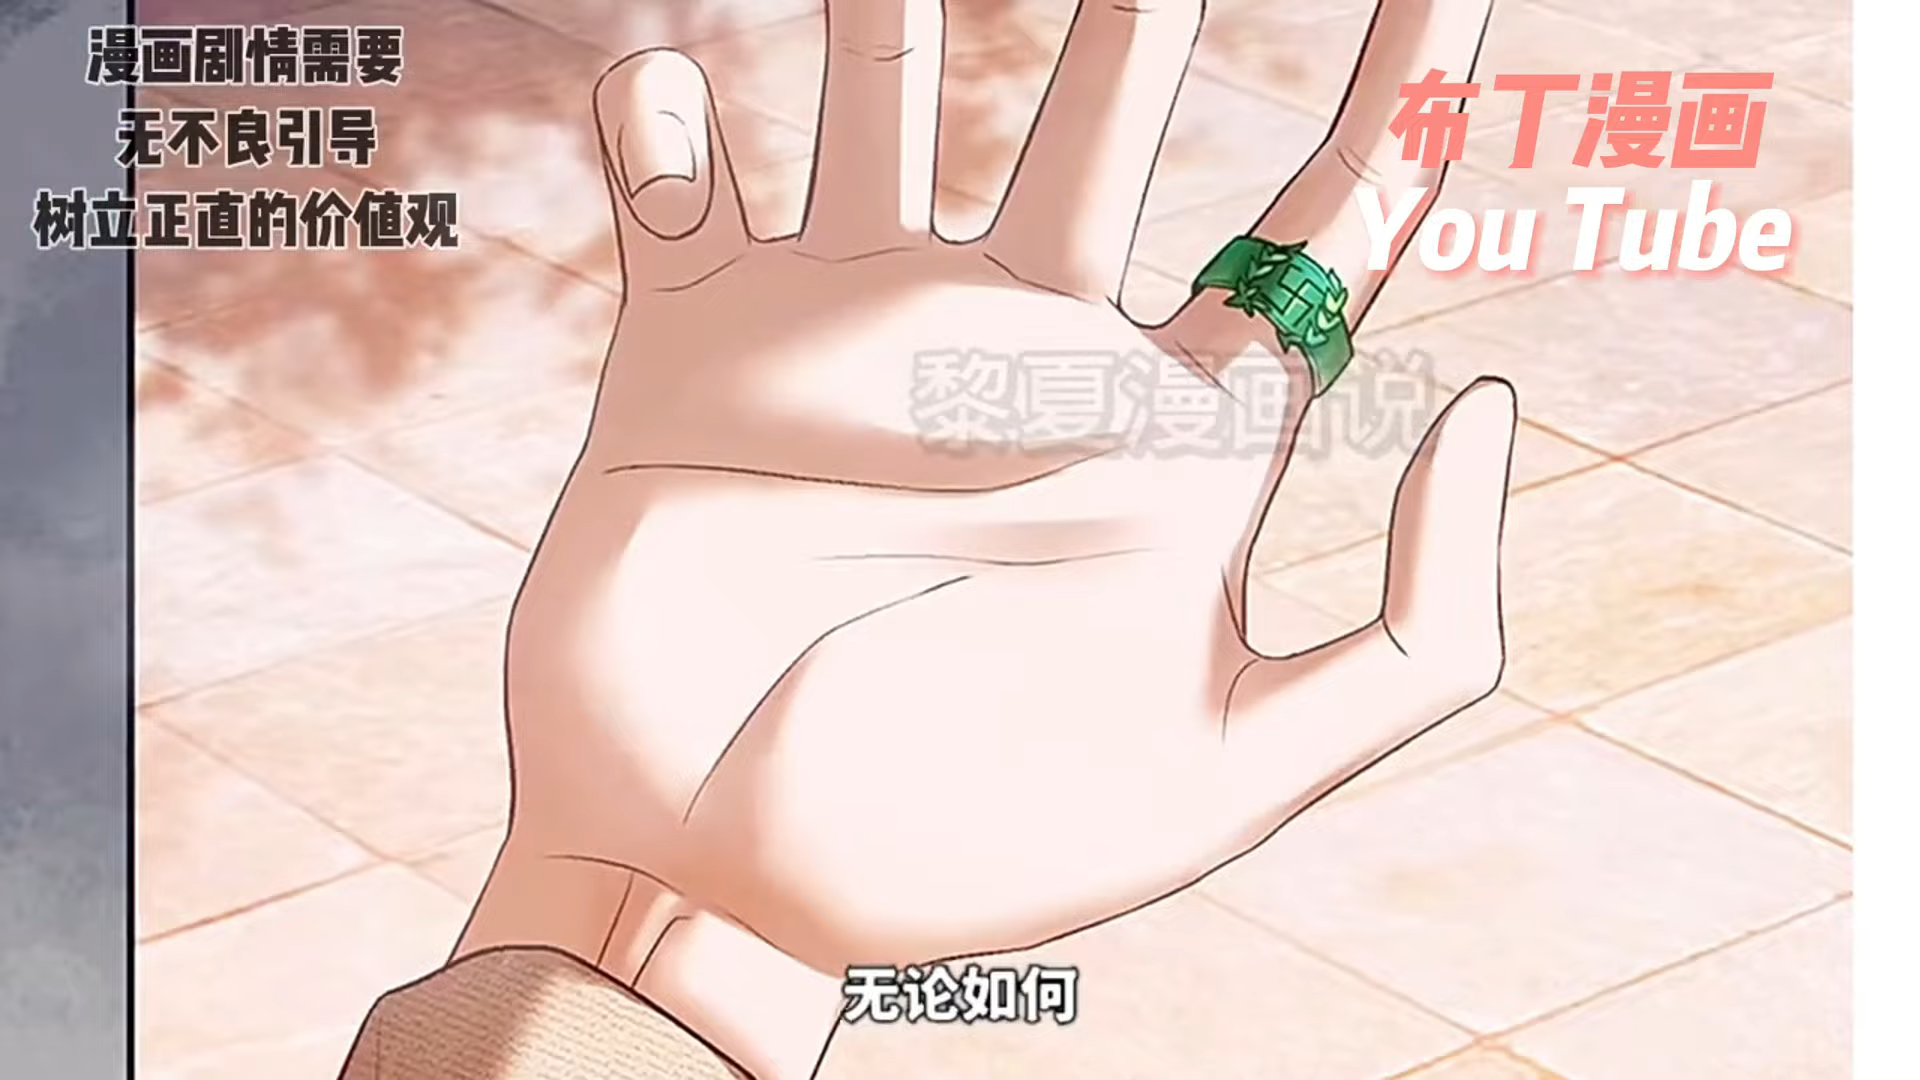 漫画剧情需要
无不良引导
树立正直的价值观
布丁漫画
You Tube
黎夏漫画说
无论如何